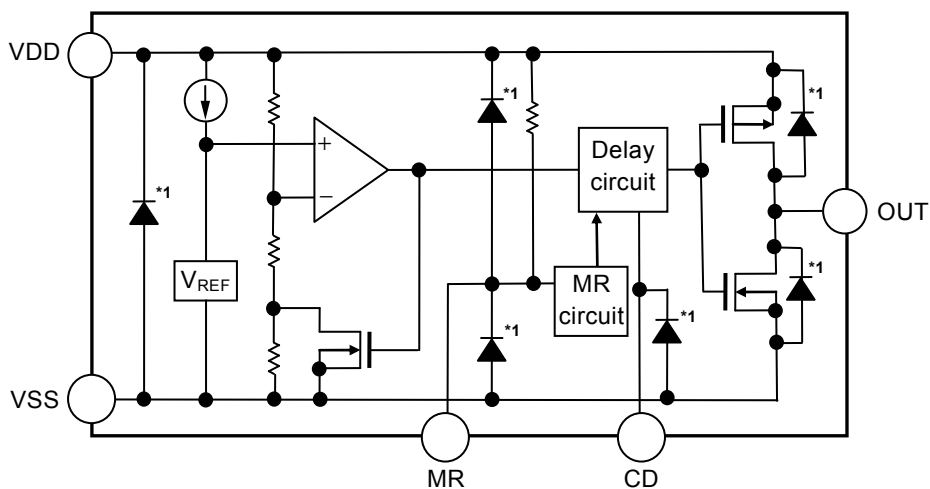 VDD
*1
*1
*1
+
−
Delay
circuit
OUT
*1
VREF
MR
circuit
*1
*1
*1
VSS
MR
CD